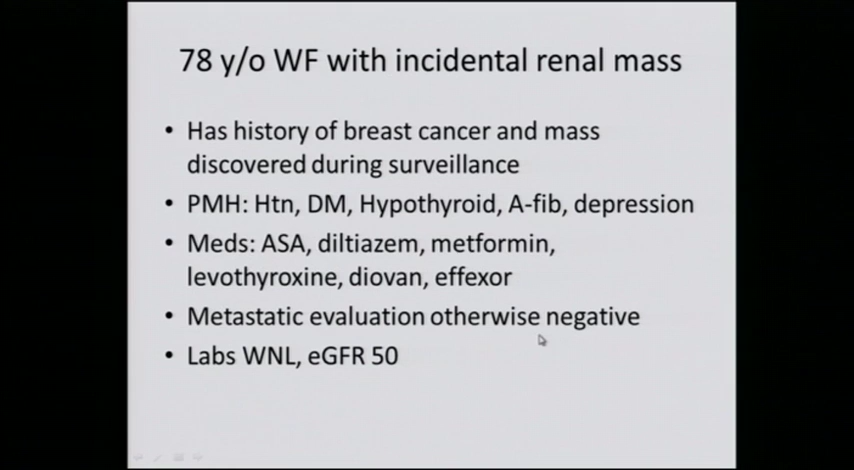 78 y/o WF with incidental renal mass
• Has history of breast cancer and mass
discovered during surveillance
• PMH: Htn, DM, Hypothyroid, A-fib, depression
• Meds: ASA, diltiazem, metformin,
levothyroxine, diovan, effexor
• Metastatic evaluation otherwise negative
• Labs WNL, eGFR 50